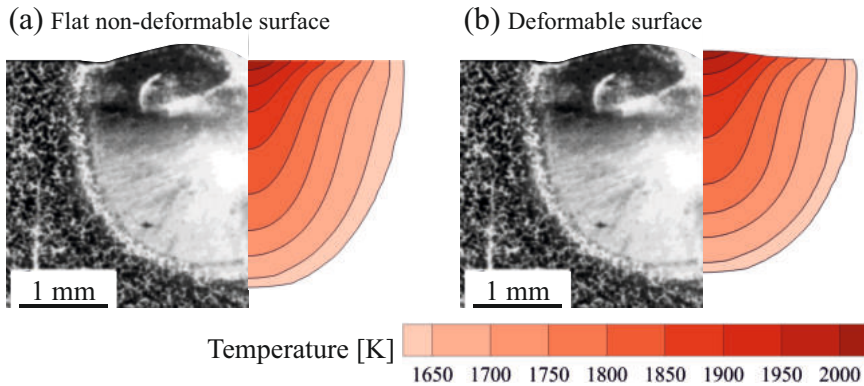 (a) Flat non-deformable surface
(b) Deformable surface
1 mm
1 mm
Temperature [K]
1650 1700 1750 1800 1850 1900 1950 2000